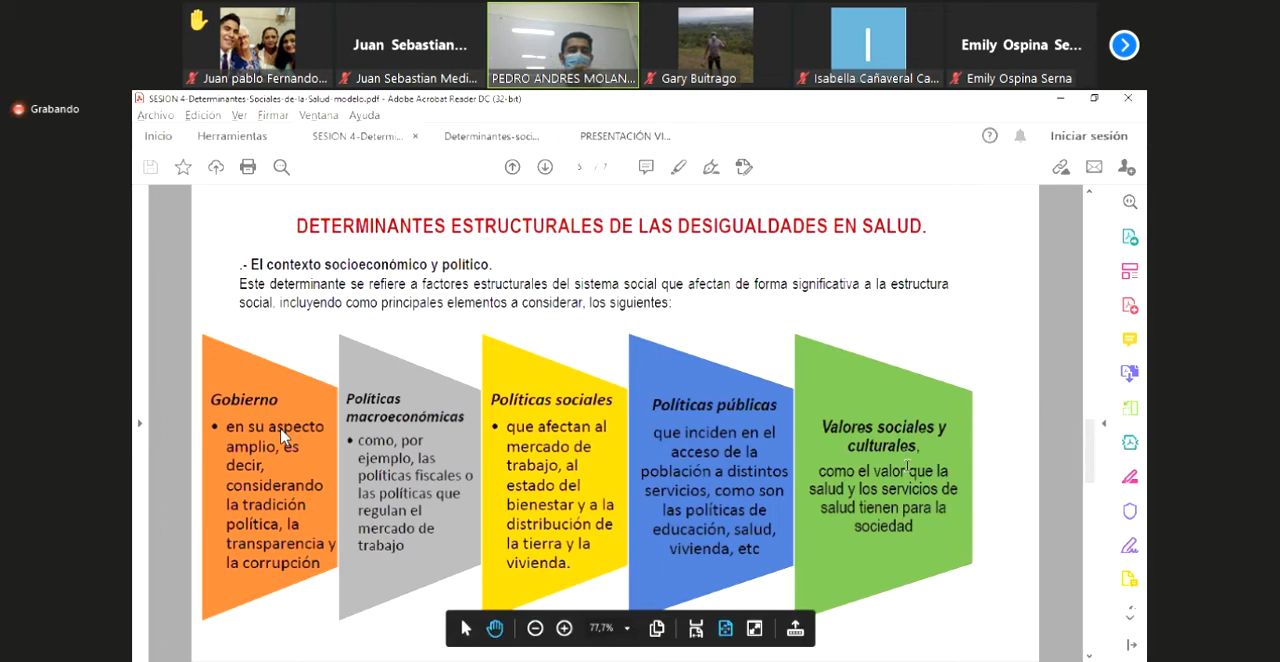 Juan Sebastian...
Emily Ospina Se...
Juan pablo Fernando...
Juan Sebastian Medi...
PEDRO ANDRES MOLAN...
Gary Buitrago
I
Isabella Cañaveral Ca...
Emily Ospina Serna
Grabando
SESION 4-Determinantes-Sociales-de-la-Salud-modelo.pdf - Adobe Acrobat Reader DC (32-bit)
Archivo Edición Ver Firmar Ventana Ayuda
Inicio Herramientas SESION 4-Determi... × Determinantes-soci... PRESENTACIÓN VI... Iniciar sesión
5 / 7
DETERMINANTES ESTRUCTURALES DE LAS DESIGUALDADES EN SALUD.
.- El contexto socioeconómico y político.
Este determinante se refiere a factores estructurales del sistema social que afectan de forma significativa a la estructura
social. incluyendo como principales elementos a considerar, los siguientes:
Gobierno
• en su aspecto
amplio, es
decir,
considerando
la tradición
política, la
transparencia y
la corrupción
Políticas
macroeconómicas
• como, por
ejemplo, las
políticas fiscales o
las políticas que
regulan el
mercado de
trabajo
Políticas sociales
• que afectan al
mercado de
trabajo, al
estado del
bienestar y a la
distribución de
la tierra y la
vivienda.
Políticas públicas
que inciden en el
acceso de la
población a distintos
servicios, como son
las políticas de
educación, salud,
vivienda, etc
Valores sociales y
culturales,
como el valor que la
salud y los servicios de
salud tienen para la
sociedad
77,7%